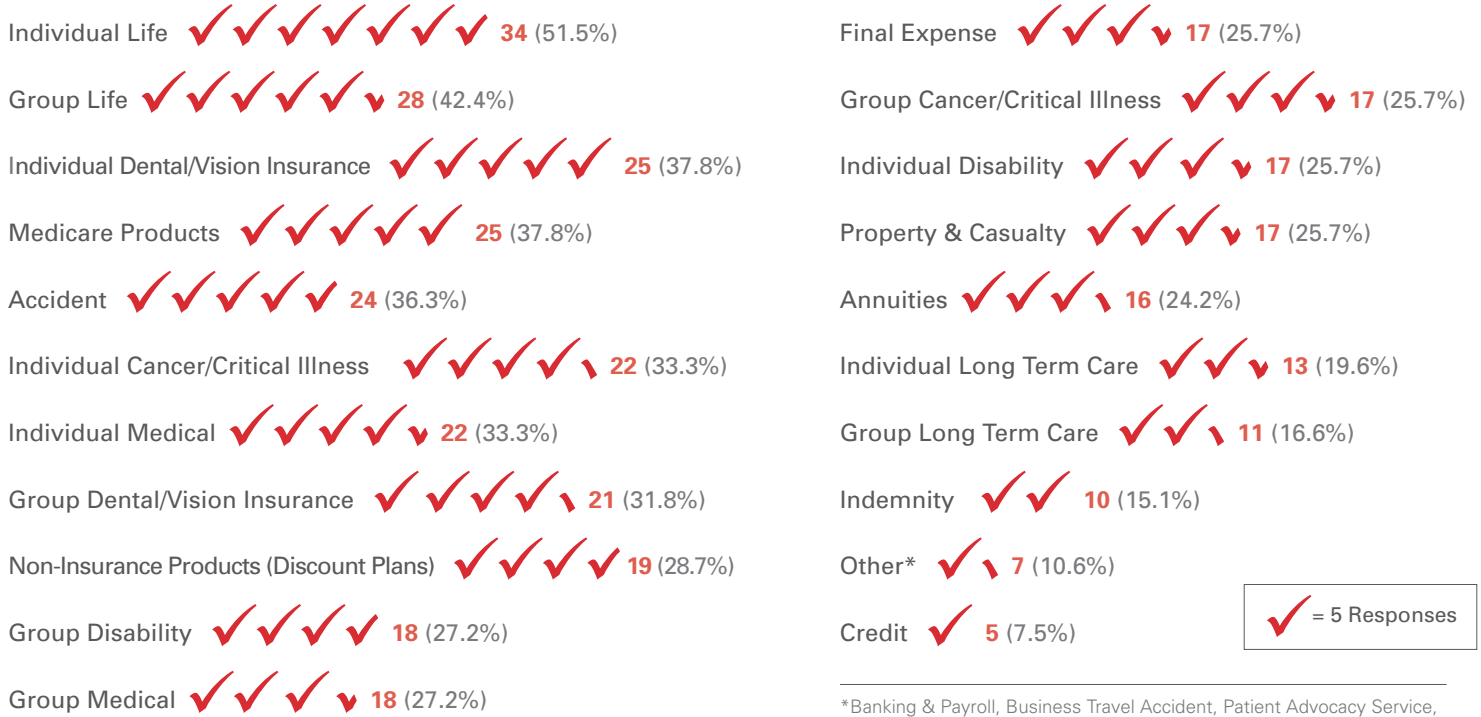 Individual Life 34 (51.5%)
Group Life 28 (42.4%)
Individual Dental/Vision Insurance 25 (37.8%)
Medicare Products 25 (37.8%)
Accident 24 (36.3%)
Individual Cancer/Critical Illness 22 (33.3%)
Individual Medical 22 (33.3%)
Group Dental/Vision Insurance 21 (31.8%)
Non-Insurance Products (Discount Plans) 19 (28.7%)
Group Disability 18 (27.2%)
Group Medical 18 (27.2%)
Final Expense 17 (25.7%)
Group Cancer/Critical Illness 17 (25.7%)
Individual Disability 17 (25.7%)
Property & Casualty 17 (25.7%)
Annuities 16 (24.2%)
Individual Long Term Care 13 (19.6%)
Group Long Term Care 11 (16.6%)
Indemnity 10 (15.1%)
Other* 7 (10.6%)
Credit 5 (7.5%)
= 5 Responses
*Banking & Payroll, Business Travel Accident, Patient Advocacy Service,